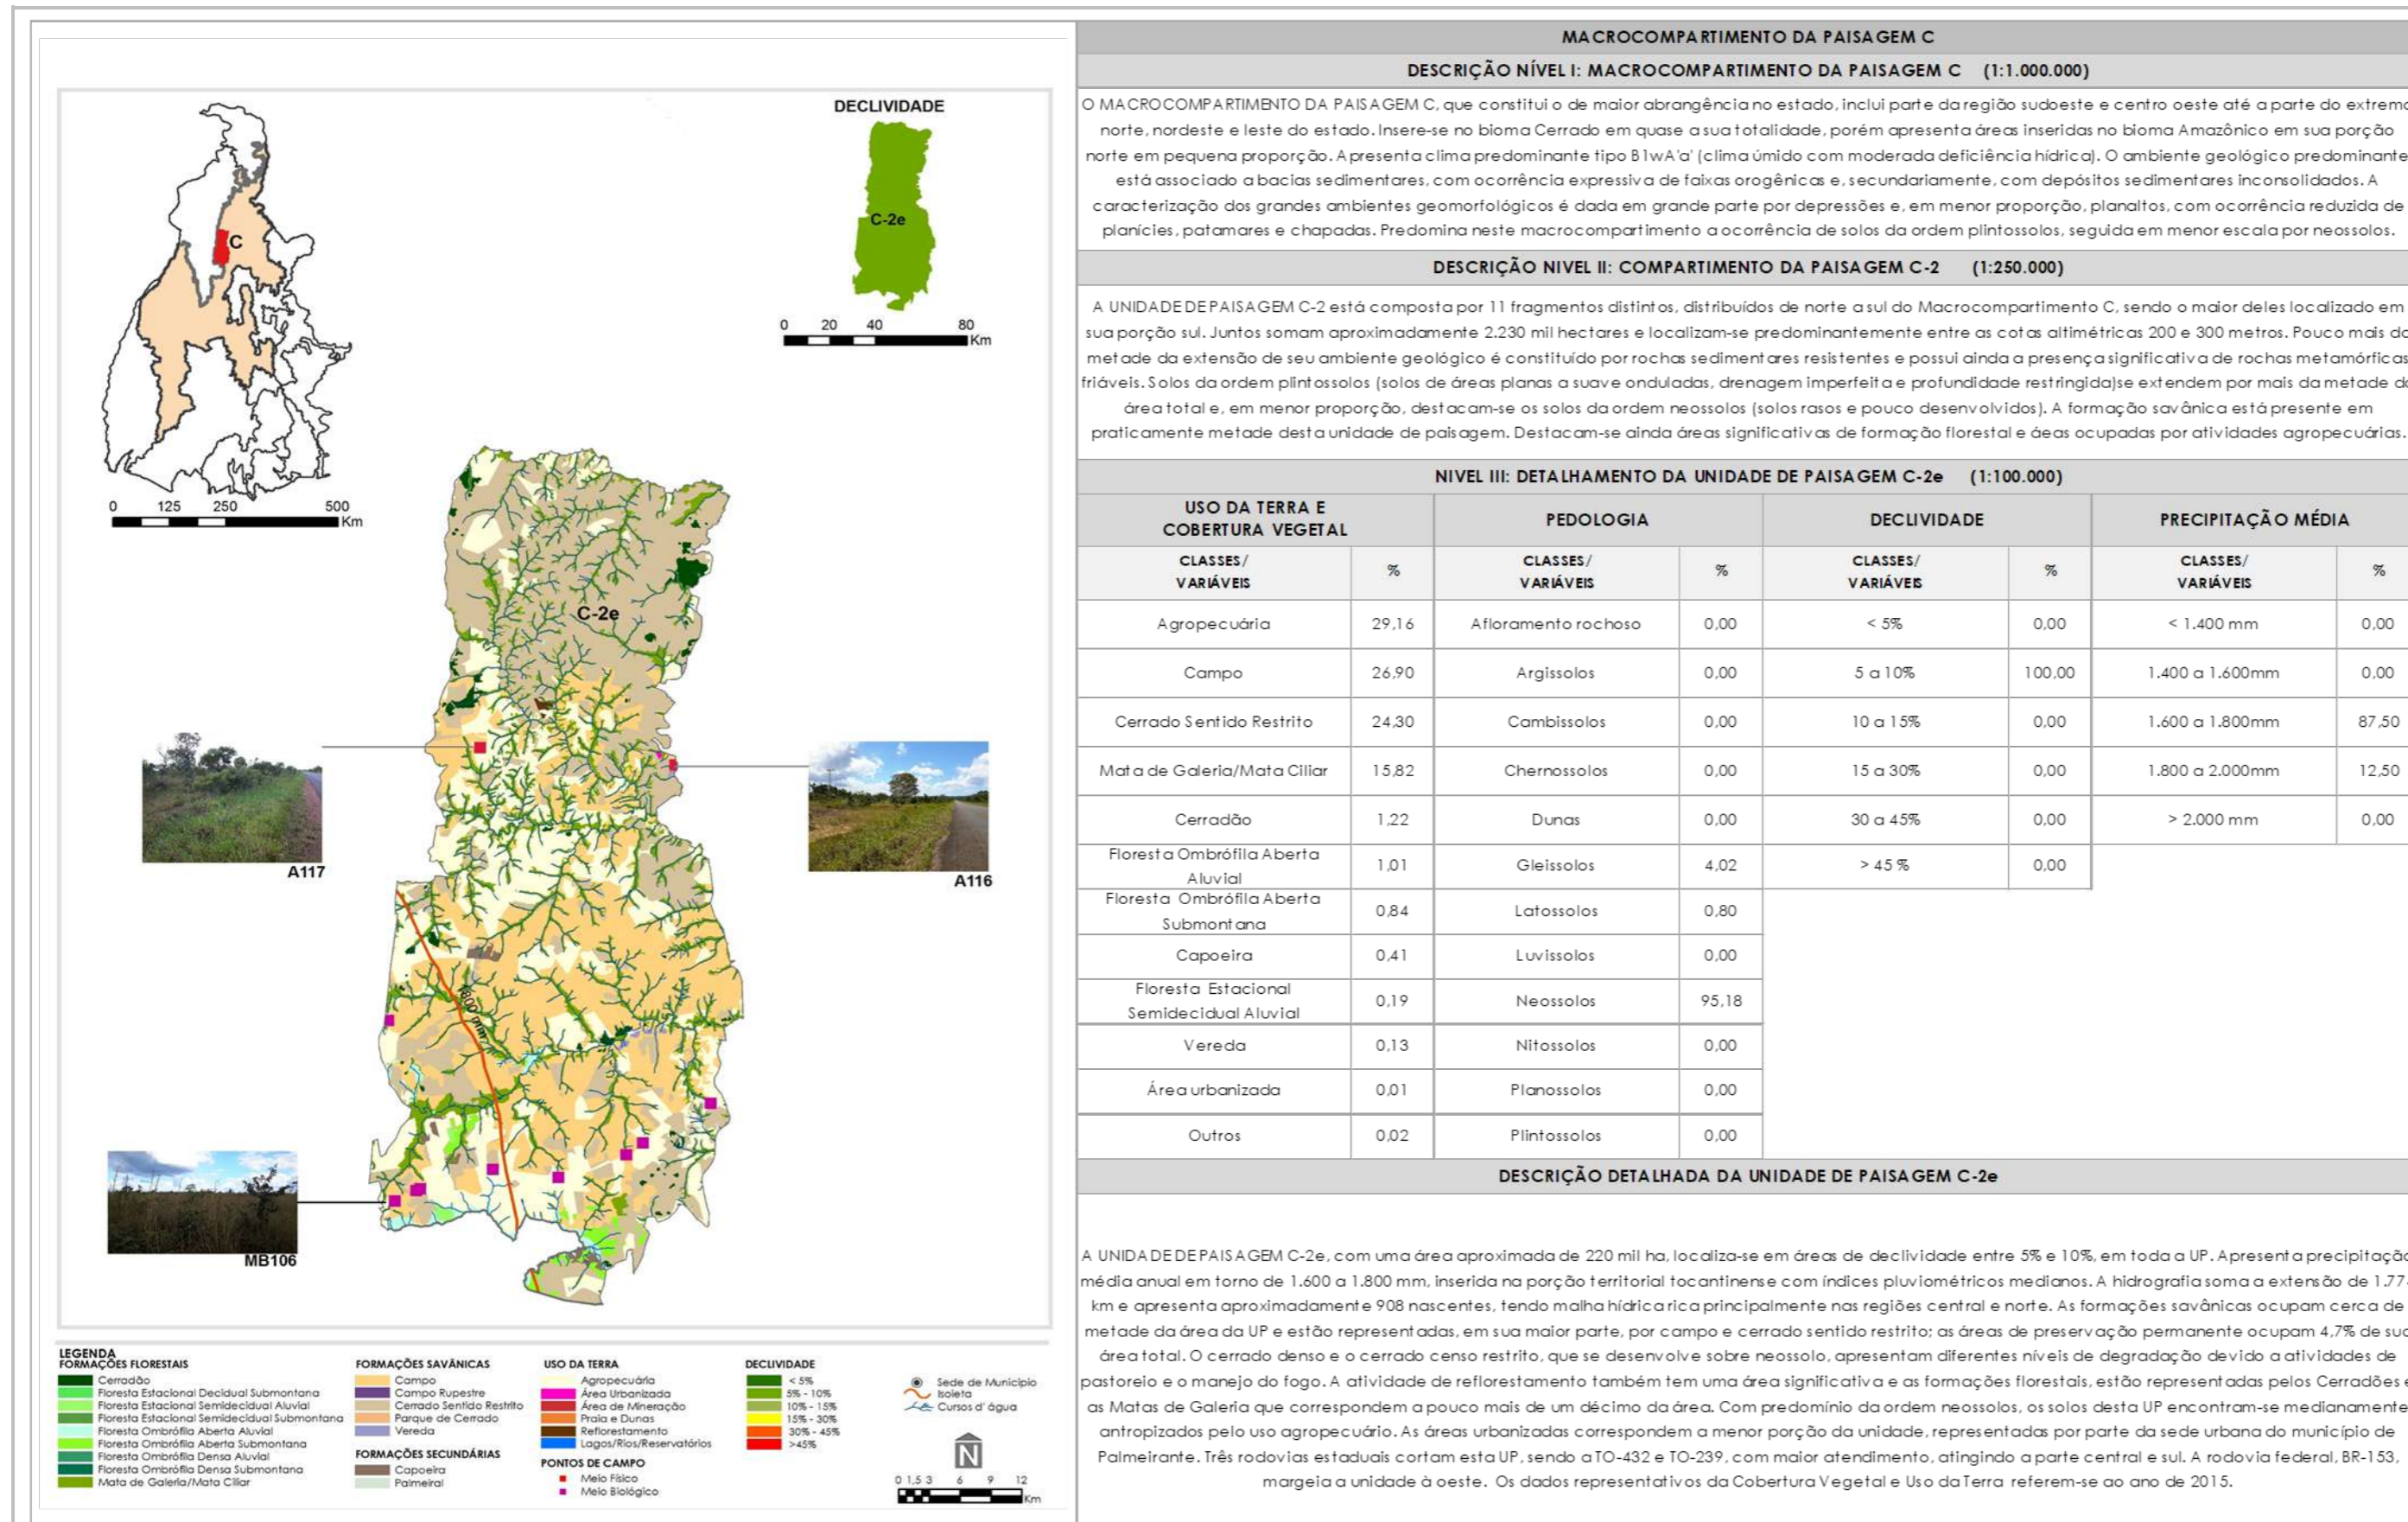 DECLIVIDADE
C-2e
0 20 40 80
Km
C
0 125 250 500
Km
C-2e
A117
A116
1800 mm
MB106
LEGENDA
FORMAÇÕES FLORESTAIS
Cerradão
Floresta Estacional Decidual Submontana
Floresta Estacional Semidecidual Aluvial
Floresta Estacional Semidecidual Submontana
Floresta Ombrófila Aberta Aluvial
Floresta Ombrófila Aberta Submontana
Floresta Ombrófila Densa Aluvial
Floresta Ombrófila Densa Submontana
Mata de Galeria/Mata Ciliar
FORMAÇÕES SAVÂNICAS
Campo
Campo Rupestre
Cerrado Sentido Restrito
Parque de Cerrado
Vereda
FORMAÇÕES SECUNDÁRIAS
Capoeira
Palmeiral
USO DA TERRA
Agropecuária
Área Urbanizada
Área de Mineração
Praia e Dunas
Reflorestamento
Lagos/Rios/Reservatórios
PONTOS DE CAMPO
Meio Físico
Meio Biológico
DECLIVIDADE
< 5%
5% - 10%
10% - 15%
15% - 30%
30% - 45%
>45%
Sede de Município
Isoieta
Cursos d' água
N
0 1,5 3 6 9 12
Km
MACROCOMPARTIMENTO DA PAISAGEM C
DESCRIÇÃO NÍVEL I: MACROCOMPARTIMENTO DA PAISAGEM C (1:1.000.000)
O MACROCOMPARTIMENTO DA PAISAGEM C, que constitui o de maior abrangência no estado, inclui parte da região sudoeste e centro oeste até a parte do extremo
norte, nordeste e leste do estado. Insere-se no bioma Cerrado em quase a sua totalidade, porém apresenta áreas inseridas no bioma Amazônico em sua porção
norte em pequena proporção. Apresenta clima predominante tipo B1wA'a' (clima úmido com moderada deficiência hídrica). O ambiente geológico predominante
está associado a bacias sedimentares, com ocorrência expressiva de faixas orogênicas e, secundariamente, com depósitos sedimentares inconsolidados. A
caracterização dos grandes ambientes geomorfológicos é dada em grande parte por depressões e, em menor proporção, planaltos, com ocorrência reduzida de
planícies, patamares e chapadas. Predomina neste macrocompartimento a ocorrência de solos da ordem plintossolos, seguida em menor escala por neossolos.
DESCRIÇÃO NIVEL II: COMPARTIMENTO DA PAISAGEM C-2 (1:250.000)
A UNIDADE DE PAISAGEM C-2 está composta por 11 fragmentos distintos, distribuídos de norte a sul do Macrocompartimento C, sendo o maior deles localizado em
sua porção sul. Juntos somam aproximadamente 2.230 mil hectares e localizam-se predominantemente entre as cotas altimétricas 200 e 300 metros. Pouco mais da
metade da extensão de seu ambiente geológico é constituído por rochas sedimentares resistentes e possui ainda a presença significativa de rochas metamórficas
friáveis. Solos da ordem plintossolos (solos de áreas planas a suave onduladas, drenagem imperfeita e profundidade restringida)se extendem por mais da metade da
área total e, em menor proporção, destacam-se os solos da ordem neossolos (solos rasos e pouco desenvolvidos). A formação savânica está presente em
praticamente metade desta unidade de paisagem. Destacam-se ainda áreas significativas de formação florestal e áeas ocupadas por atividades agropecuárias.
NIVEL III: DETALHAMENTO DA UNIDADE DE PAISAGEM C-2e (1:100.000)
USO DA TERRA E
COBERTURA VEGETAL
PEDOLOGIA DECLIVIDADE PRECIPITAÇÃO MÉDIA
CLASSES/ VARIÁVEIS % CLASSES/ VARIÁVEIS % CLASSES/ VARIÁVEIS % CLASSES/ VARIÁVEIS %
Agropecuária 29,16 Afloramento rochoso 0,00 < 5% 0,00 < 1.400 mm 0,00
Campo 26,90 Argissolos 0,00 5 a 10% 100,00 1.400 a 1.600mm 0,00
Cerrado Sentido Restrito 24,30 Cambissolos 0,00 10 a 15% 0,00 1.600 a 1.800mm 87,50
Mata de Galeria/Mata Ciliar 15,82 Chernossolos 0,00 15 a 30% 0,00 1.800 a 2.000mm 12,50
Cerradão 1,22 Dunas 0,00 30 a 45% 0,00 > 2.000 mm 0,00
Floresta Ombrófila Aberta
Aluvial 1,01 Gleissolos 4,02 > 45 % 0,00
Floresta Ombrófila Aberta
Submontana 0,84 Latossolos 0,80
Capoeira 0,41 Luvissolos 0,00
Floresta Estacional
Semidecidual Aluvial 0,19 Neossolos 95,18
Vereda 0,13 Nitossolos 0,00
Área urbanizada 0,01 Planossolos 0,00
Outros 0,02 Plintossolos 0,00
DESCRIÇÃO DETALHADA DA UNIDADE DE PAISAGEM C-2e
A UNIDADE DE PAISAGEM C-2e, com uma área aproximada de 220 mil ha, localiza-se em áreas de declividade entre 5% e 10%, em toda a UP. Apresenta precipitação
média anual em torno de 1.600 a 1.800 mm, inserida na porção territorial tocantinense com índices pluviométricos medianos. A hidrografia soma a extensão de
km e apresenta aproximadamente 908 nascentes, tendo malha hídrica rica principalmente nas regiões central e norte. As formações savânicas ocupam cerca de
metade da área da UP e estão representadas, em sua maior parte, por campo e cerrado sentido restrito; as áreas de preservação permanente ocupam 4,7% de sua
área total. O cerrado denso e o cerrado censo restrito, que se desenvolve sobre neossolo, apresentam diferentes níveis de degradação devido a atividades de
pastoreio e o manejo do fogo. A atividade de reflorestamento também tem uma área significativa e as formações florestais, estão representadas pelos Cerradões e
as Matas de Galeria que correspondem a pouco mais de um décimo da área. Com predomínio da ordem neossolos, os solos desta UP encontram-se medianamente
antropizados pelo uso agropecuário. As áreas urbanizadas correspondem a menor porção da unidade, representadas por parte da sede urbana do município de
Palmeirante. Três rodovias estaduais cortam esta UP, sendo a TO-432 e TO-239, com maior atendimento, atingindo a parte central e sul. A rodovia federal, BR-153,
margeia a unidade à oeste. Os dados representativos da Cobertura Vegetal e Uso da Terra referem-se ao ano de 2015.